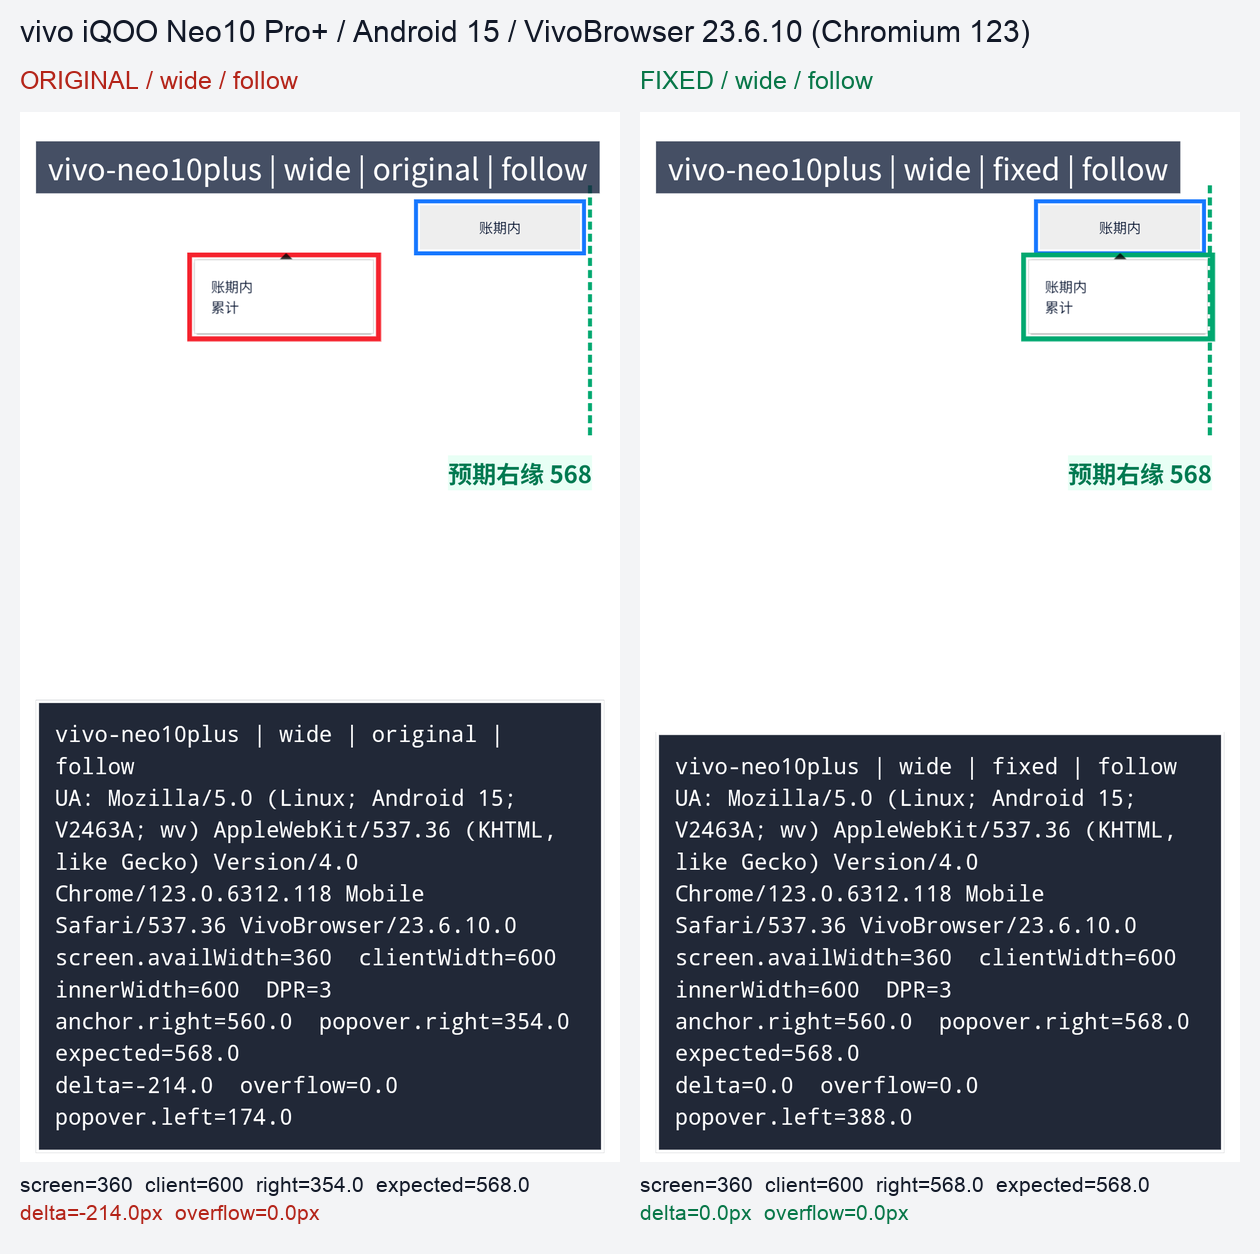 vivo iQOO Neo10 Pro+ / Android 15 / VivoBrowser 23.6.10 (Chromium 123)
ORIGINAL / wide / follow
vivo-neo10plus | wide | original | follow
账期内
账期内
累计
预期右缘 568
vivo-neo10plus | wide | original |
follow
UA: Mozilla/5.0 (Linux; Android 15;
V2463A; wv) AppleWebKit/537.36 (KHTML,
like Gecko) Version/4.0
Chrome/123.0.6312.118 Mobile
Safari/537.36 VivoBrowser/23.6.10.0
screen.availWidth=360  clientWidth=600
innerWidth=600  DPR=3
anchor.right=560.0  popover.right=354.0
expected=568.0
delta=-214.0  overflow=0.0
popover.left=174.0
screen=360  client=600  right=354.0  expected=568.0
delta=-214.0px  overflow=0.0px
FIXED / wide / follow
vivo-neo10plus | wide | fixed | follow
账期内
账期内
累计
预期右缘 568
vivo-neo10plus | wide | fixed | follow
UA: Mozilla/5.0 (Linux; Android 15;
V2463A; wv) AppleWebKit/537.36 (KHTML,
like Gecko) Version/4.0
Chrome/123.0.6312.118 Mobile
Safari/537.36 VivoBrowser/23.6.10.0
screen.availWidth=360  clientWidth=600
innerWidth=600  DPR=3
anchor.right=560.0  popover.right=568.0
expected=568.0
delta=0.0  overflow=0.0
popover.left=388.0
screen=360  client=600  right=568.0  expected=568.0
delta=0.0px  overflow=0.0px